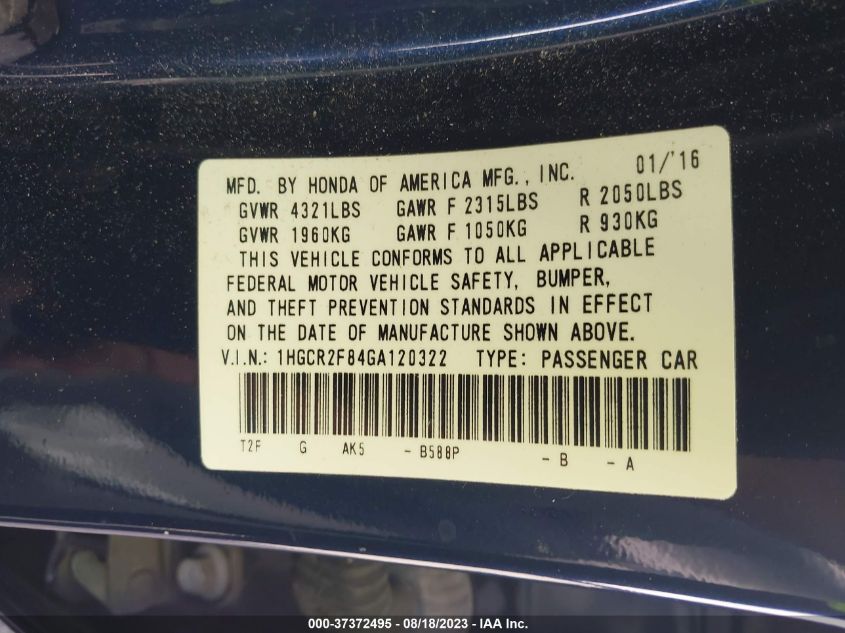 MFD. BY HONDA OF AMERICA MFG., INC. 01/'16
GVWR 4321LBS GAWR F 2315LBS R 2050LBS
GVWR 1960KG GAWR F 1050KG R 930KG
THIS VEHICLE CONFORMS TO ALL APPLICABLE
FEDERAL MOTOR VEHICLE SAFETY, BUMPER,
AND THEFT PREVENTION STANDARDS IN EFFECT
ON THE DATE OF MANUFACTURE SHOWN ABOVE.
V.I.N.: 1HGCR2F84GA120322 TYPE: PASSENGER CAR
T2F G AK5 - B588P - B - A
000-37372495 - 08/18/2023 - IAA Inc.